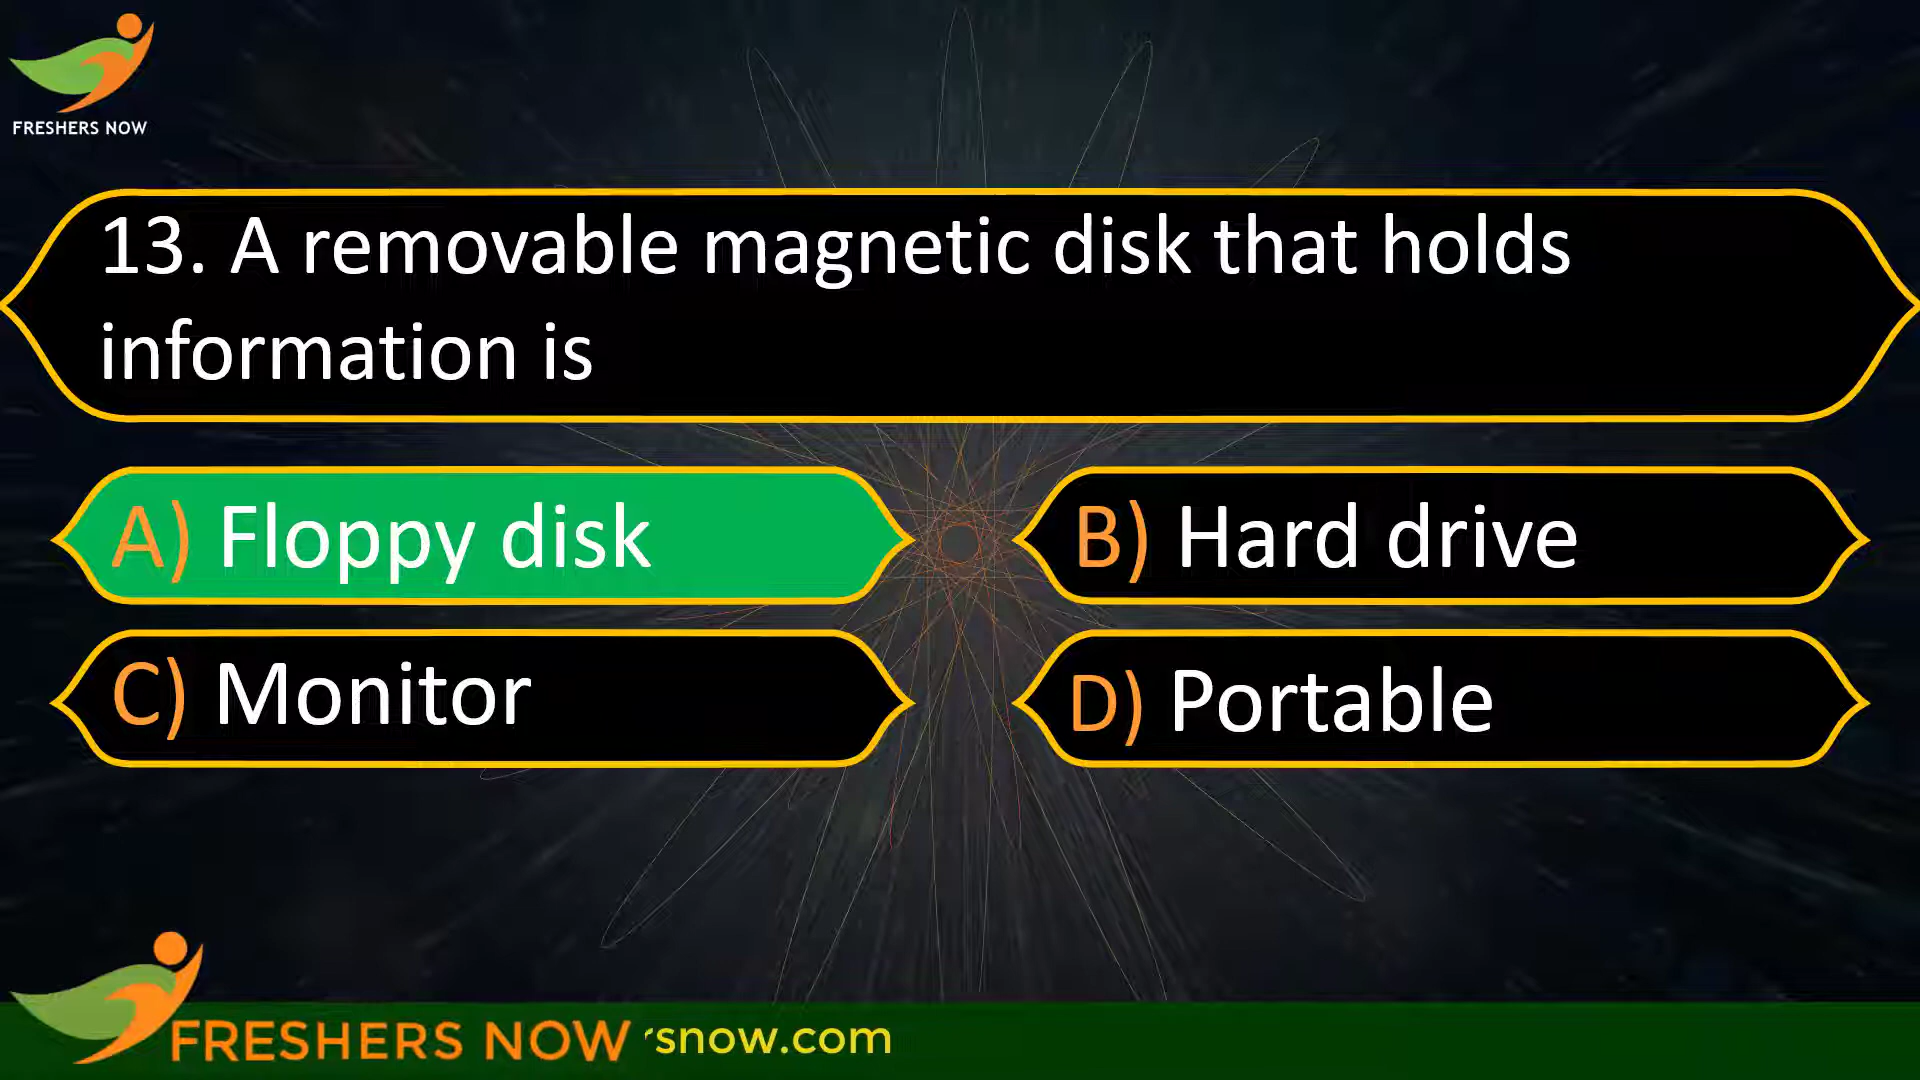 FRESHERS NOW
13. A removable magnetic disk that holds
information is
A) Floppy disk
B) Hard drive
C) Monitor
D) Portable
FRESHERS NOW
rsnow.com